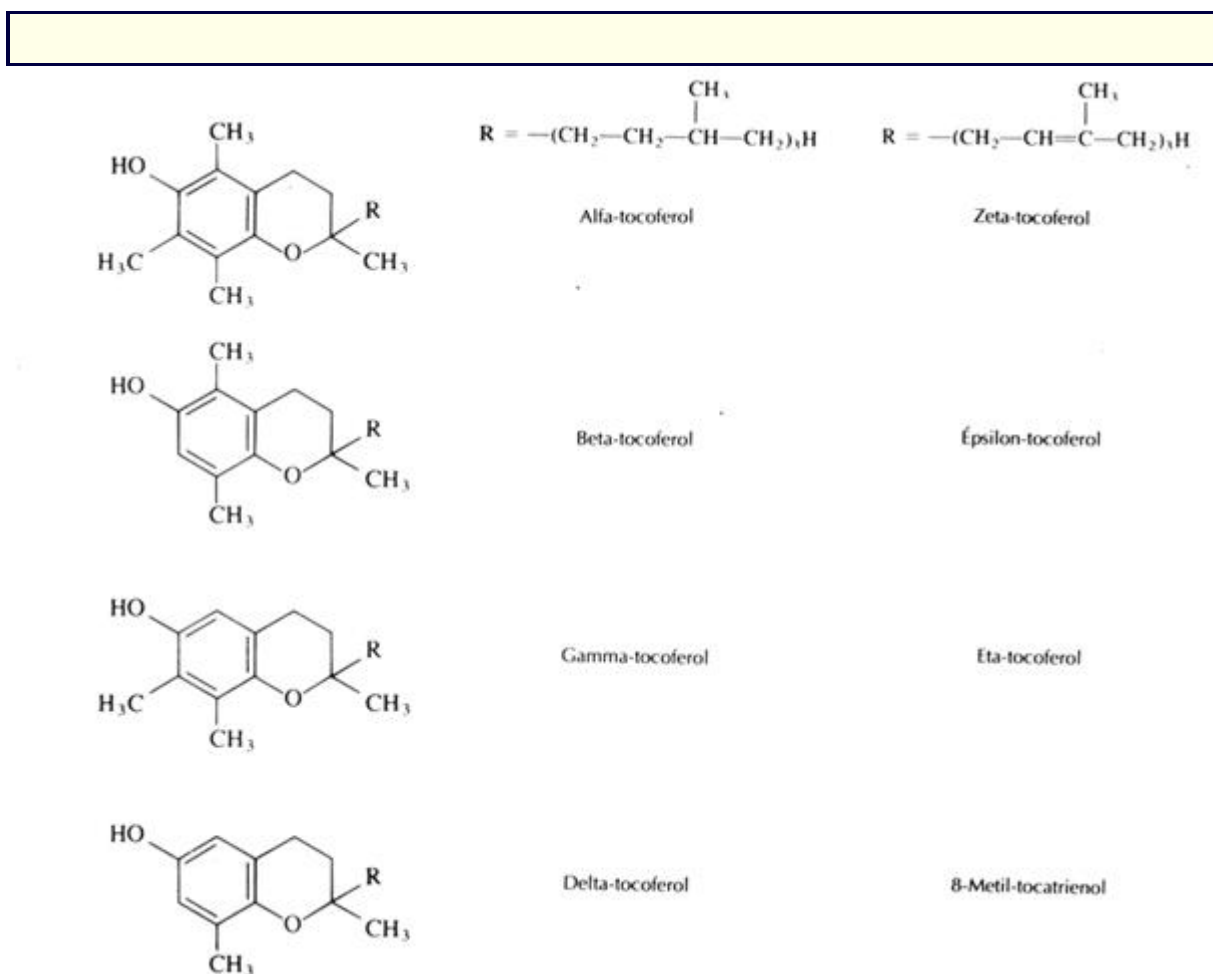 CH₃
R = —(CH₂—CH₂—CH—CH₂)₃H
CH₃
R = —(CH₂—CH=C—CH₂)₃H
CH₃
HO
R
O
CH₃
H₃C
CH₃
Alfa-tocoferol
Zeta-tocoferol
CH₃
HO
R
O
CH₃
CH₃
Beta-tocoferol
Épsilon-tocoferol
HO
R
O
CH₃
H₃C
CH₃
Gamma-tocoferol
Eta-tocoferol
HO
R
O
CH₃
CH₃
Delta-tocoferol
8-Metil-tocatrienol